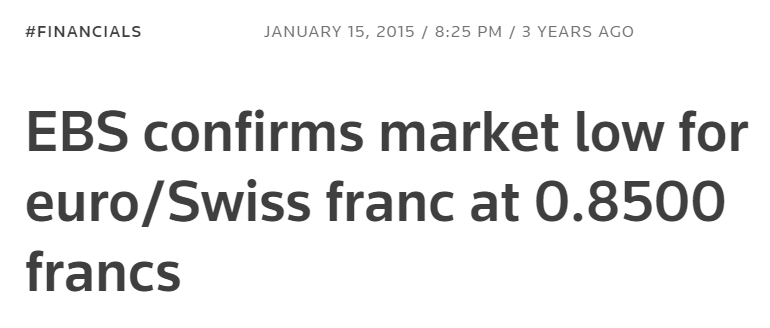 #FINANCIALS JANUARY 15, 2015 / 8:25 PM / 3 YEARS AGO
EBS confirms market low for
euro/Swiss franc at 0.8500
francs